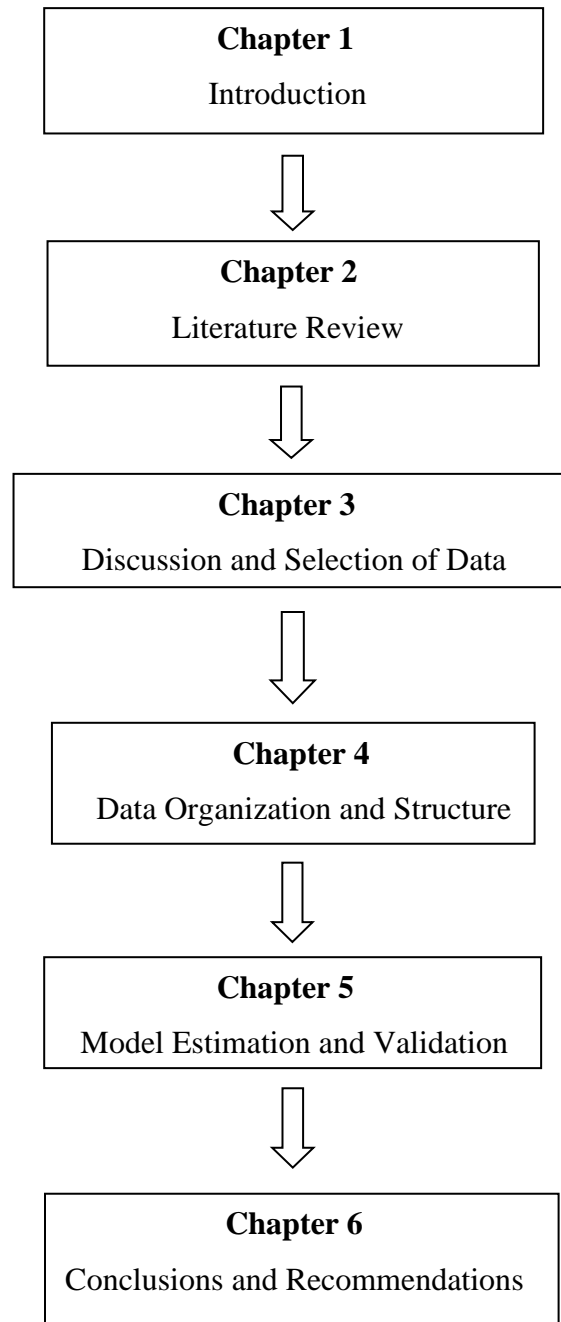 Chapter 1
Introduction
Chapter 2
Literature Review
Chapter 3
Discussion and Selection of Data
Chapter 4
Data Organization and Structure
Chapter 5
Model Estimation and Validation
Chapter 6
Conclusions and Recommendations